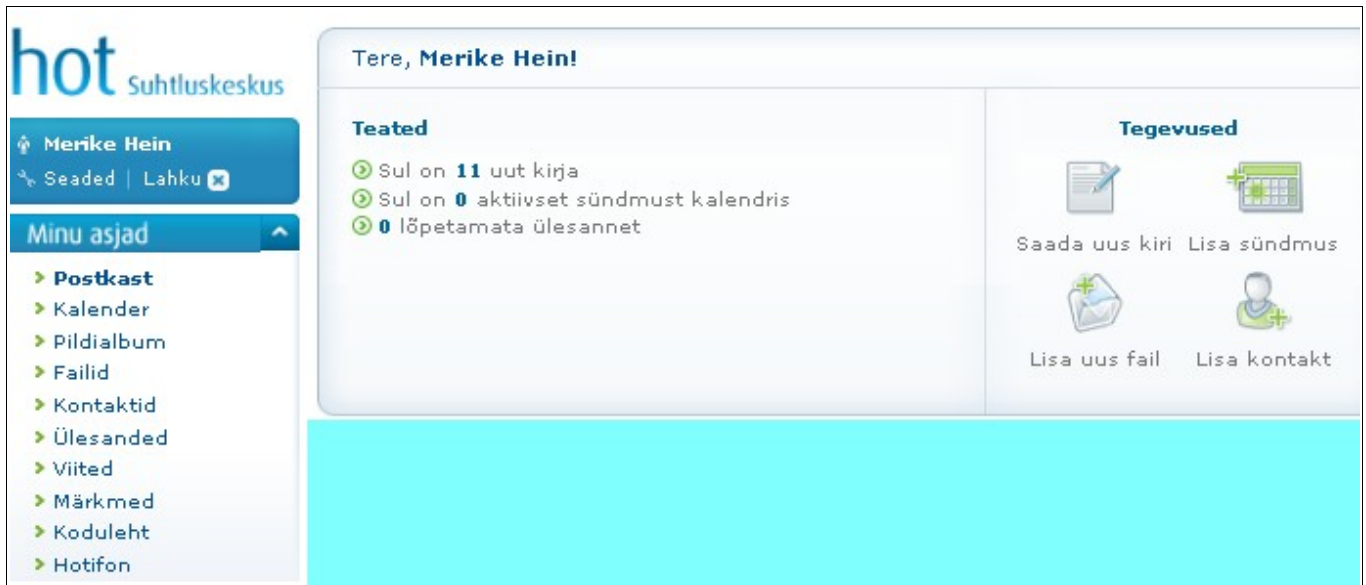 hot Suhtluskeskus
Merike Hein
Seaded | Lahku
Minu asjad
Postkast
Kalender
Pildialbum
Failid
Kontaktid
Ülesanded
Viited
Märkmed
Koduleht
Hotifon
Tere, Merike Hein!
Teated
Sul on 11 uut kirja
Sul on 0 aktiivset sündmust kalendris
0 lõpetamata ülesannet
Tegevused
Saada uus kiri Lisa sündmus
Lisa uus fail Lisa kontakt